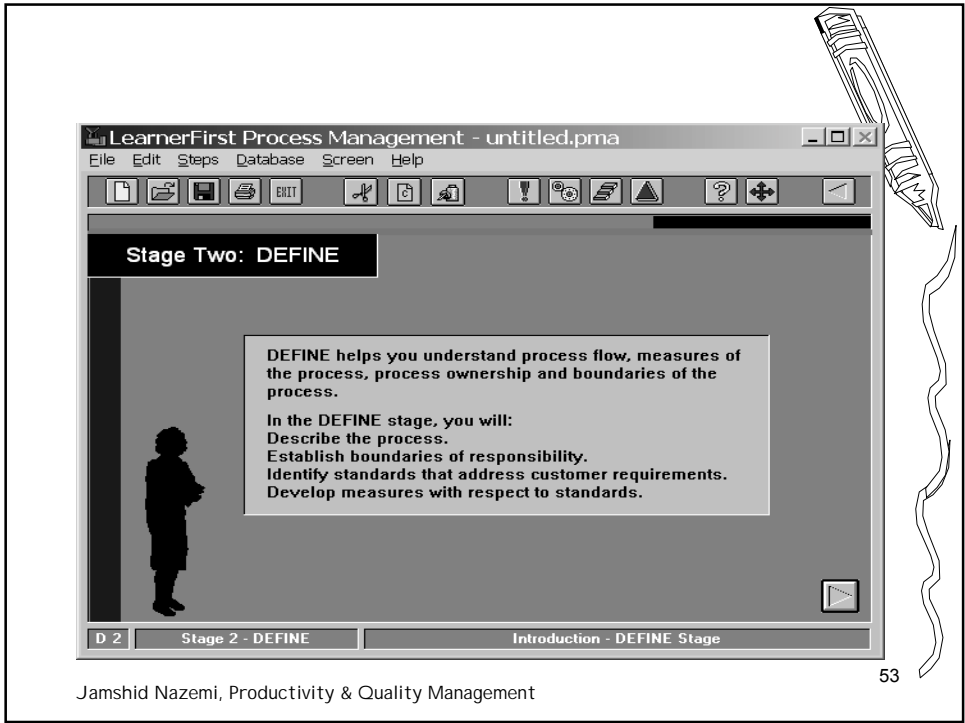 LearnerFirst Process Management - untitled.pma
File Edit Steps Database Screen Help
EXIT
Stage Two: DEFINE
DEFINE helps you understand process flow, measures of
the process, process ownership and boundaries of the
process.
In the DEFINE stage, you will:
Describe the process.
Establish boundaries of responsibility.
Identify standards that address customer requirements.
Develop measures with respect to standards.
D 2 Stage 2 - DEFINE Introduction - DEFINE Stage
53
Jamshid Nazemi, Productivity & Quality Management